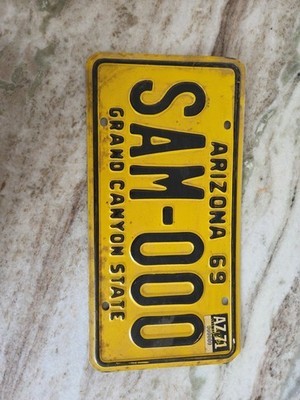 ARIZONA 69
AZ-71
SAM-000
GRAND CANYON STATE